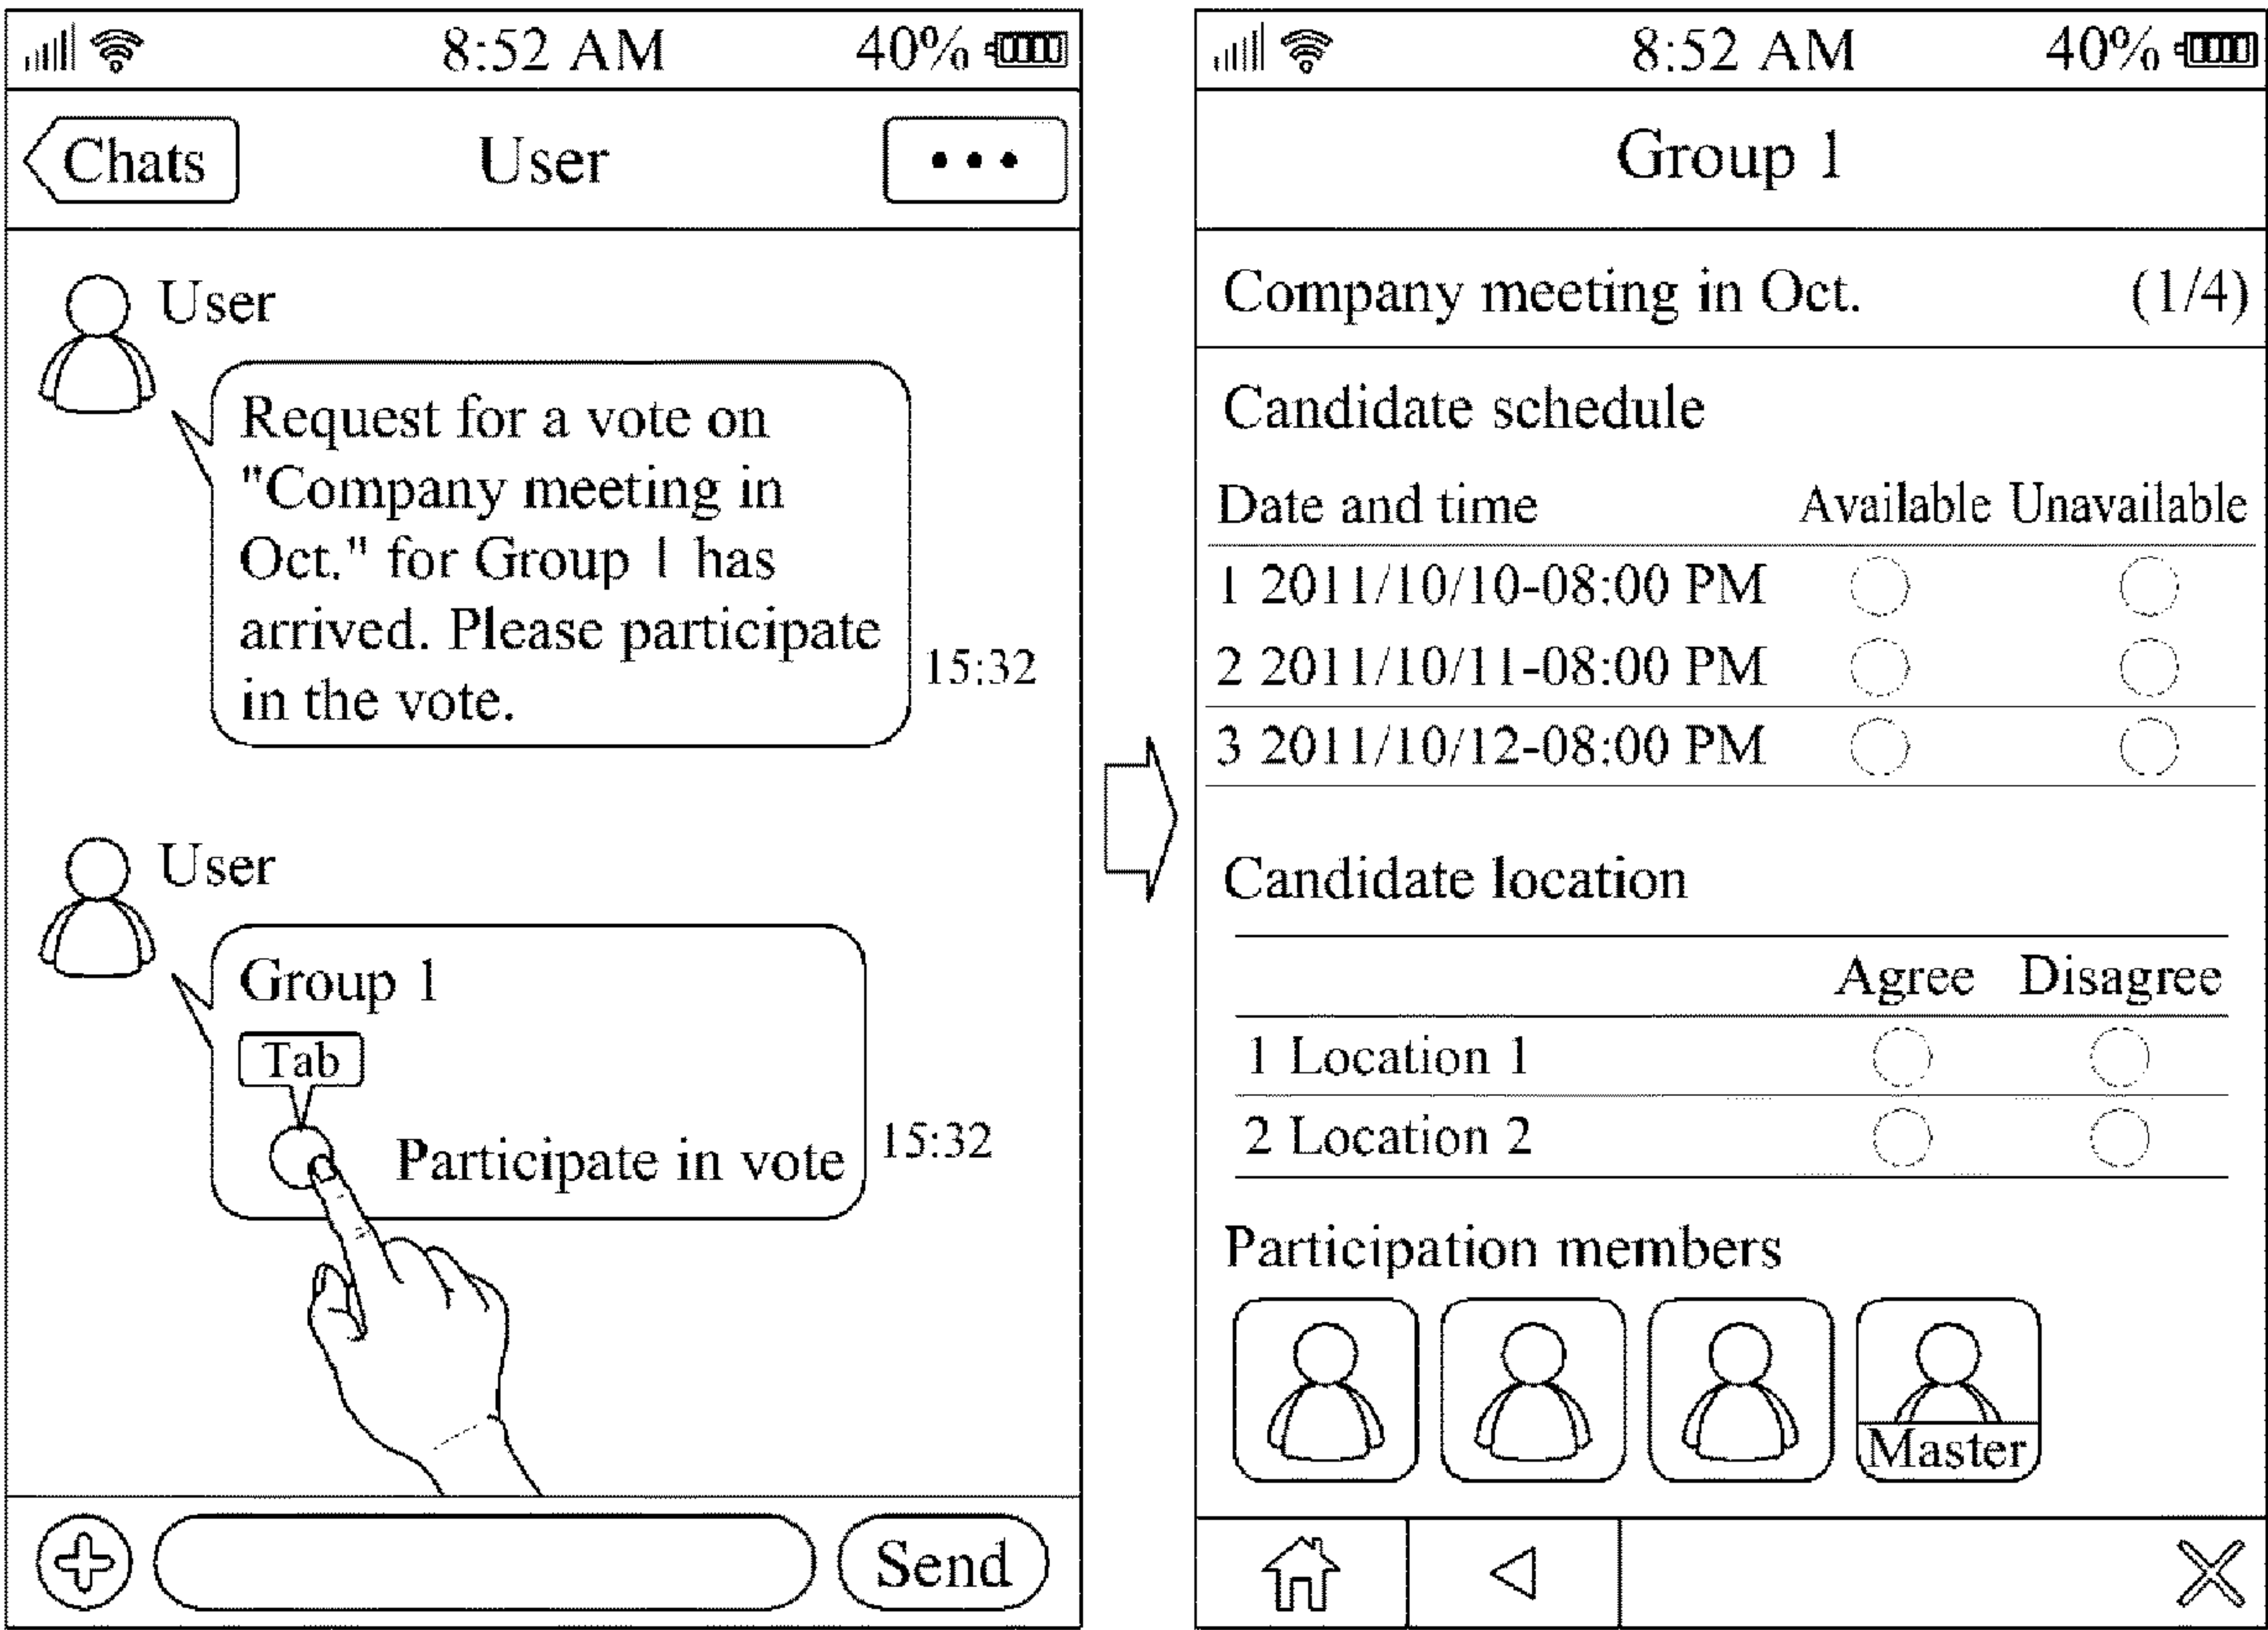 8:52 AM 40%
Chats User
User
Request for a vote on
"Company meeting in
Oct." for Group 1 has
arrived. Please participate
in the vote.
15:32
User
Group 1
Tab
Participate in vote
15:32
Send
8:52 AM 40%
Group 1
Company meeting in Oct. (1/4)
Candidate schedule
Date and time Available Unavailable
1 2011/10/10-08:00 PM
2 2011/10/11-08:00 PM
3 2011/10/12-08:00 PM
Candidate location
Agree Disagree
1 Location 1
2 Location 2
Participation members
Master